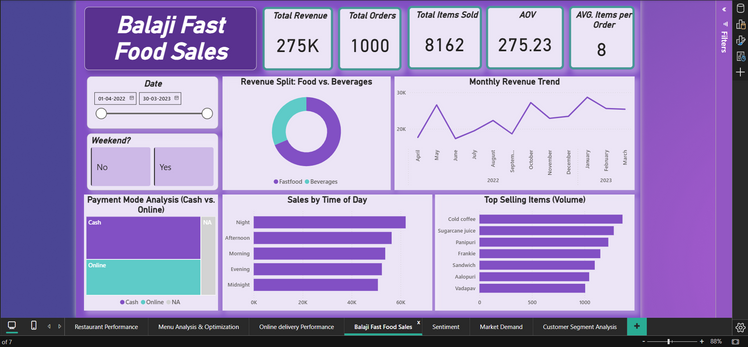 Balaji Fast
Food Sales
Total Revenue
275K
Total Orders
1000
Total Items Sold
8162
AOV
275.23
AVG. Items per
Order
8
Filters
Date
01-04-2022
30-03-2023
Weekend?
No
Yes
Revenue Split: Food vs. Beverages
Fastfood
Beverages
Monthly Revenue Trend
30K
20K
April
May
June
July
August
Septem...
October
November
December
January
February
March
2022
2023
Payment Mode Analysis (Cash vs.
Online)
Cash
NA
Online
Cash
Online
NA
Sales by Time of Day
Night
Afternoon
Morning
Evening
Midnight
0K
20K
40K
60K
Top Selling Items (Volume)
Cold coffee
Sugarcane juice
Panipuri
Frankie
Sandwich
Aalopuri
Vadapav
0
500
1000
Restaurant Performance
Menu Analysis & Optimization
Online delivery Performance
Balaji Fast Food Sales
x
Sentiment
Market Demand
Customer Segment Analysis
+
of 7
-
+
88%